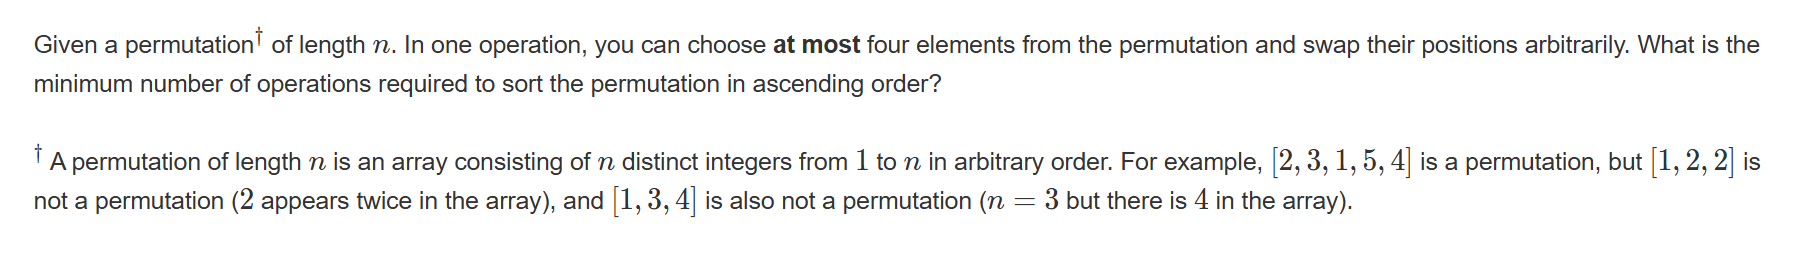 Given a permutation† of length n. In one operation, you can choose at most four elements from the permutation and swap their positions arbitrarily. What is the
minimum number of operations required to sort the permutation in ascending order?
† A permutation of length n is an array consisting of n distinct integers from 1 to n in arbitrary order. For example, [2, 3, 1, 5, 4] is a permutation, but [1, 2, 2] is
not a permutation (2 appears twice in the array), and [1, 3, 4] is also not a permutation (n = 3 but there is 4 in the array).